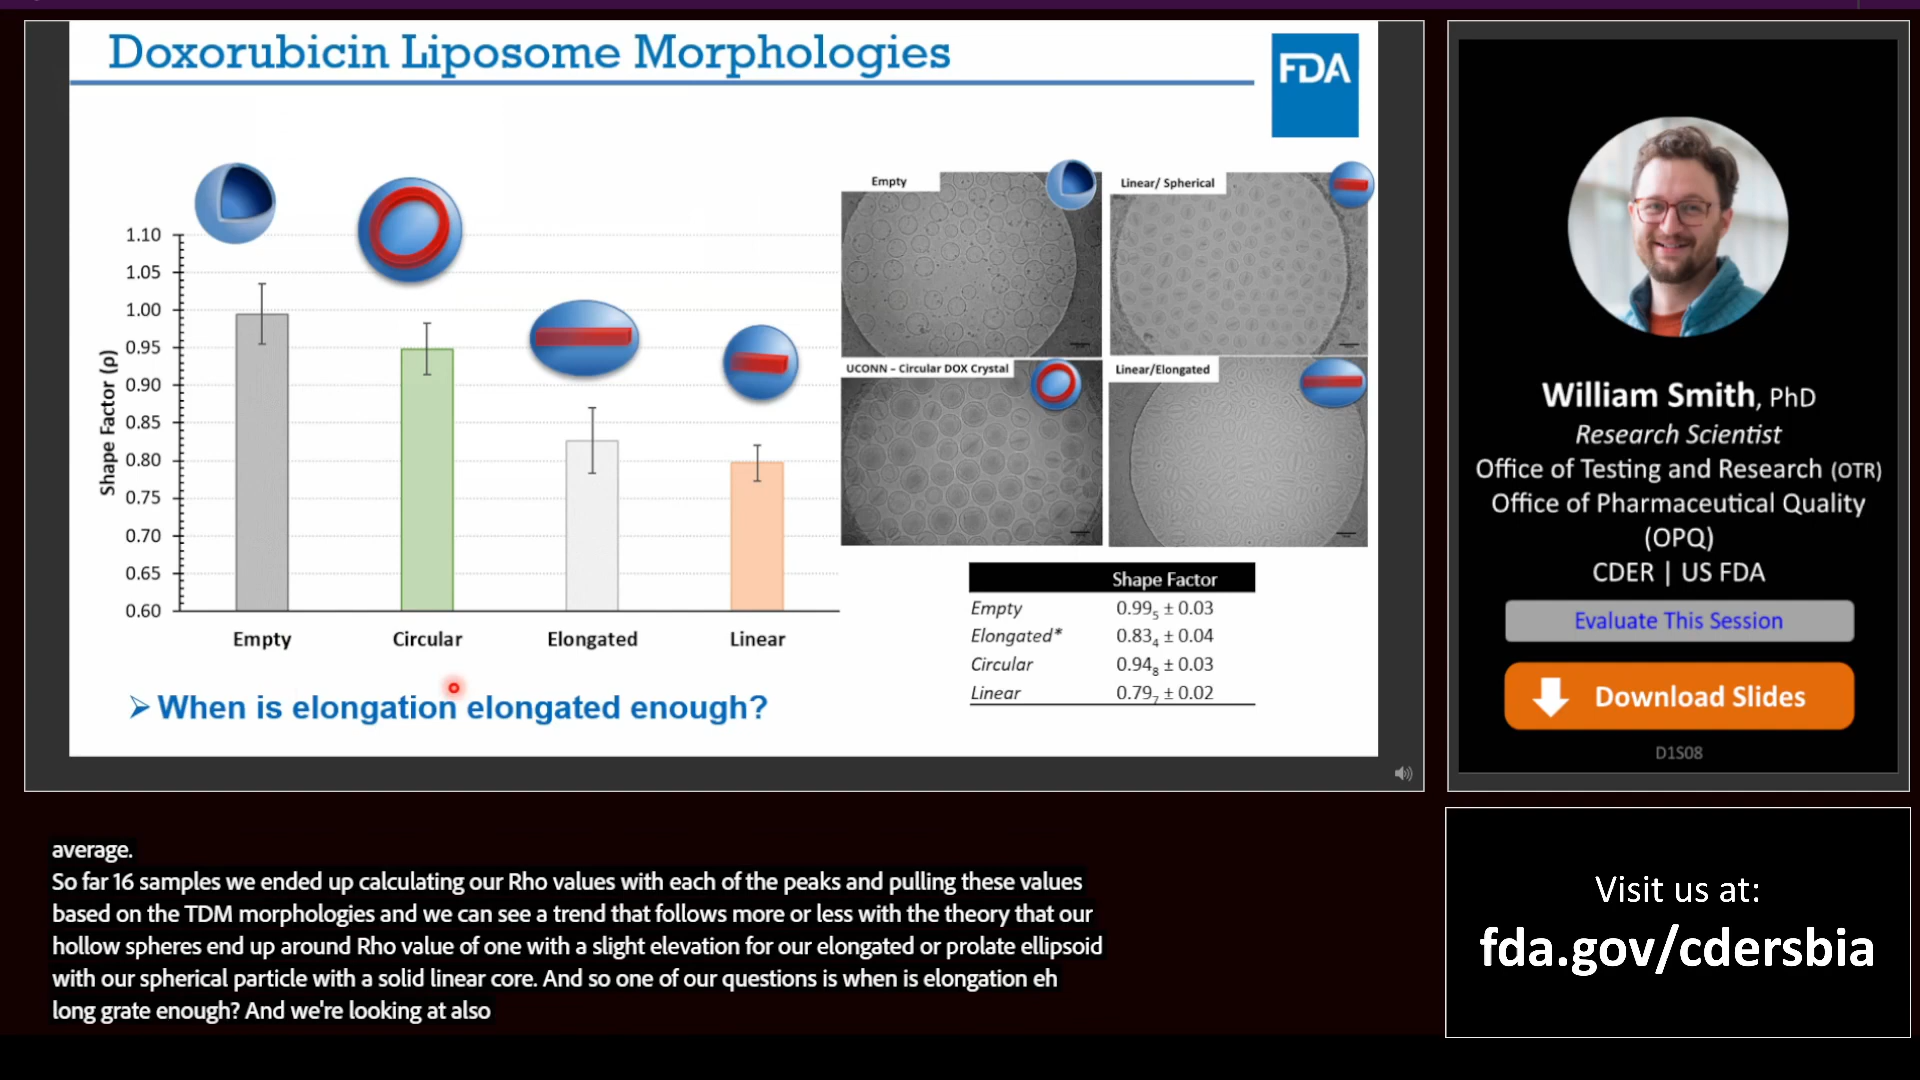 Doxorubicin Liposome Morphologies
FDA
Shape Factor (ρ)
1.10
1.05
1.00
0.95
0.90
0.85
0.80
0.75
0.70
0.65
0.60
Empty
Circular
Elongated
Linear
Empty
Linear/ Spherical
UCONN – Circular DOX Crystal
Linear/Elongated
Shape Factor
Empty 0.99₅ ± 0.03
Elongated* 0.83₄ ± 0.04
Circular 0.94₈ ± 0.03
Linear 0.79₇ ± 0.02
➢ When is elongation elongated enough?
William Smith, PhD
Research Scientist
Office of Testing and Research (OTR)
Office of Pharmaceutical Quality
(OPQ)
CDER | US FDA
Evaluate This Session
Download Slides
D1S08
average.
So far 16 samples we ended up calculating our Rho values with each of the peaks and pulling these values
based on the TDM morphologies and we can see a trend that follows more or less with the theory that our
hollow spheres end up around Rho value of one with a slight elevation for our elongated or prolate ellipsoid
with our spherical particle with a solid linear core. And so one of our questions is when is elongation eh
long grate enough? And we're looking at also
Visit us at:
fda.gov/cdersbia